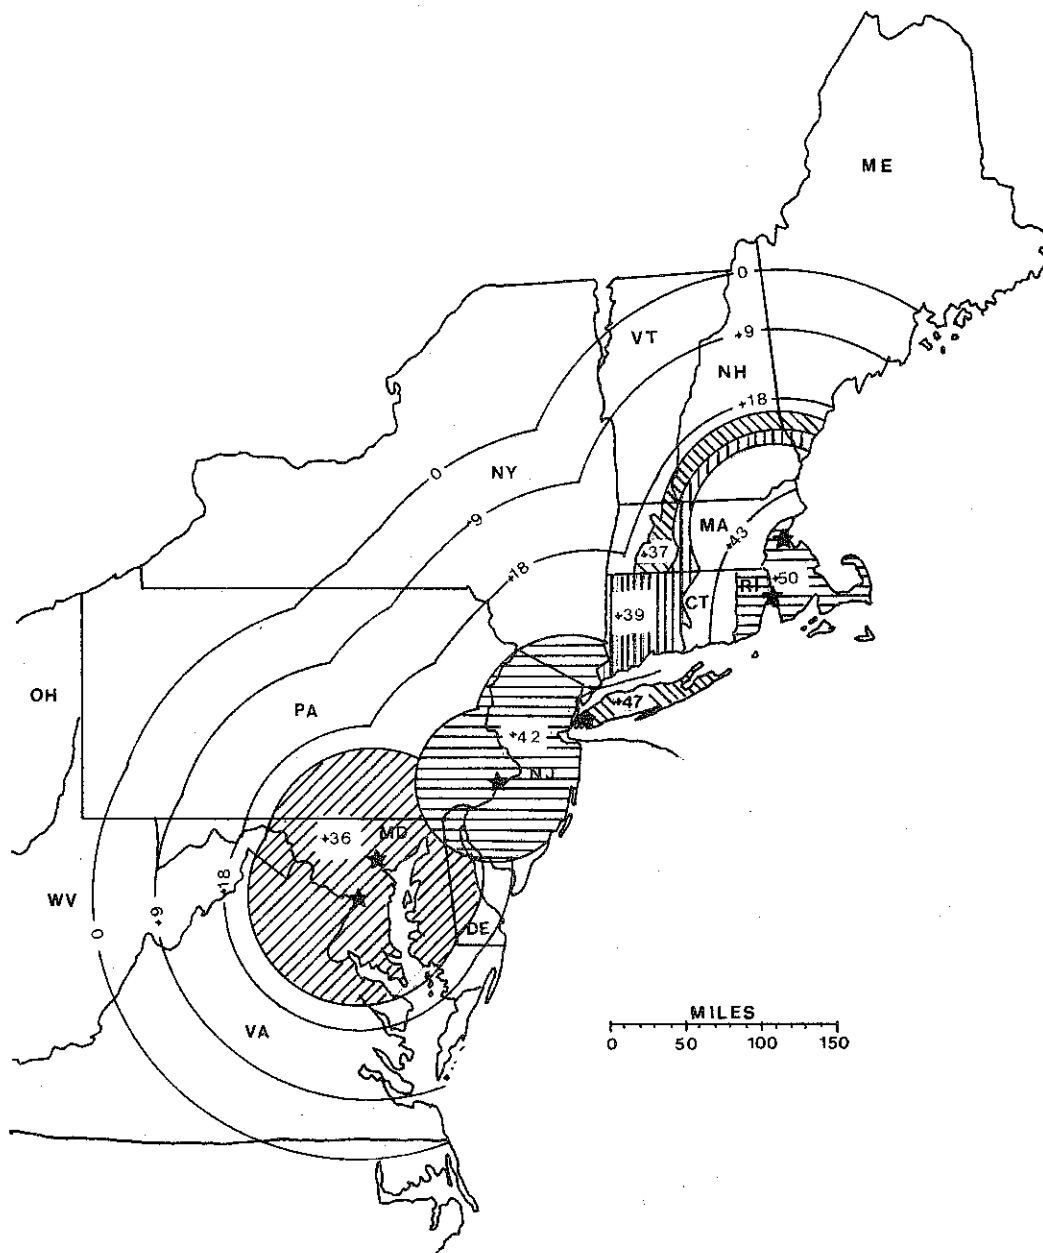 ME
0
+9
VT
NH
+18
NY
0
+9
MA
+43
+37
+18
+50
RI
CT
+39
OH
+47
PA
+42
NJ
+36
MD
+18
WV
+9
0
DE
VA
MILES
0 50 100 150